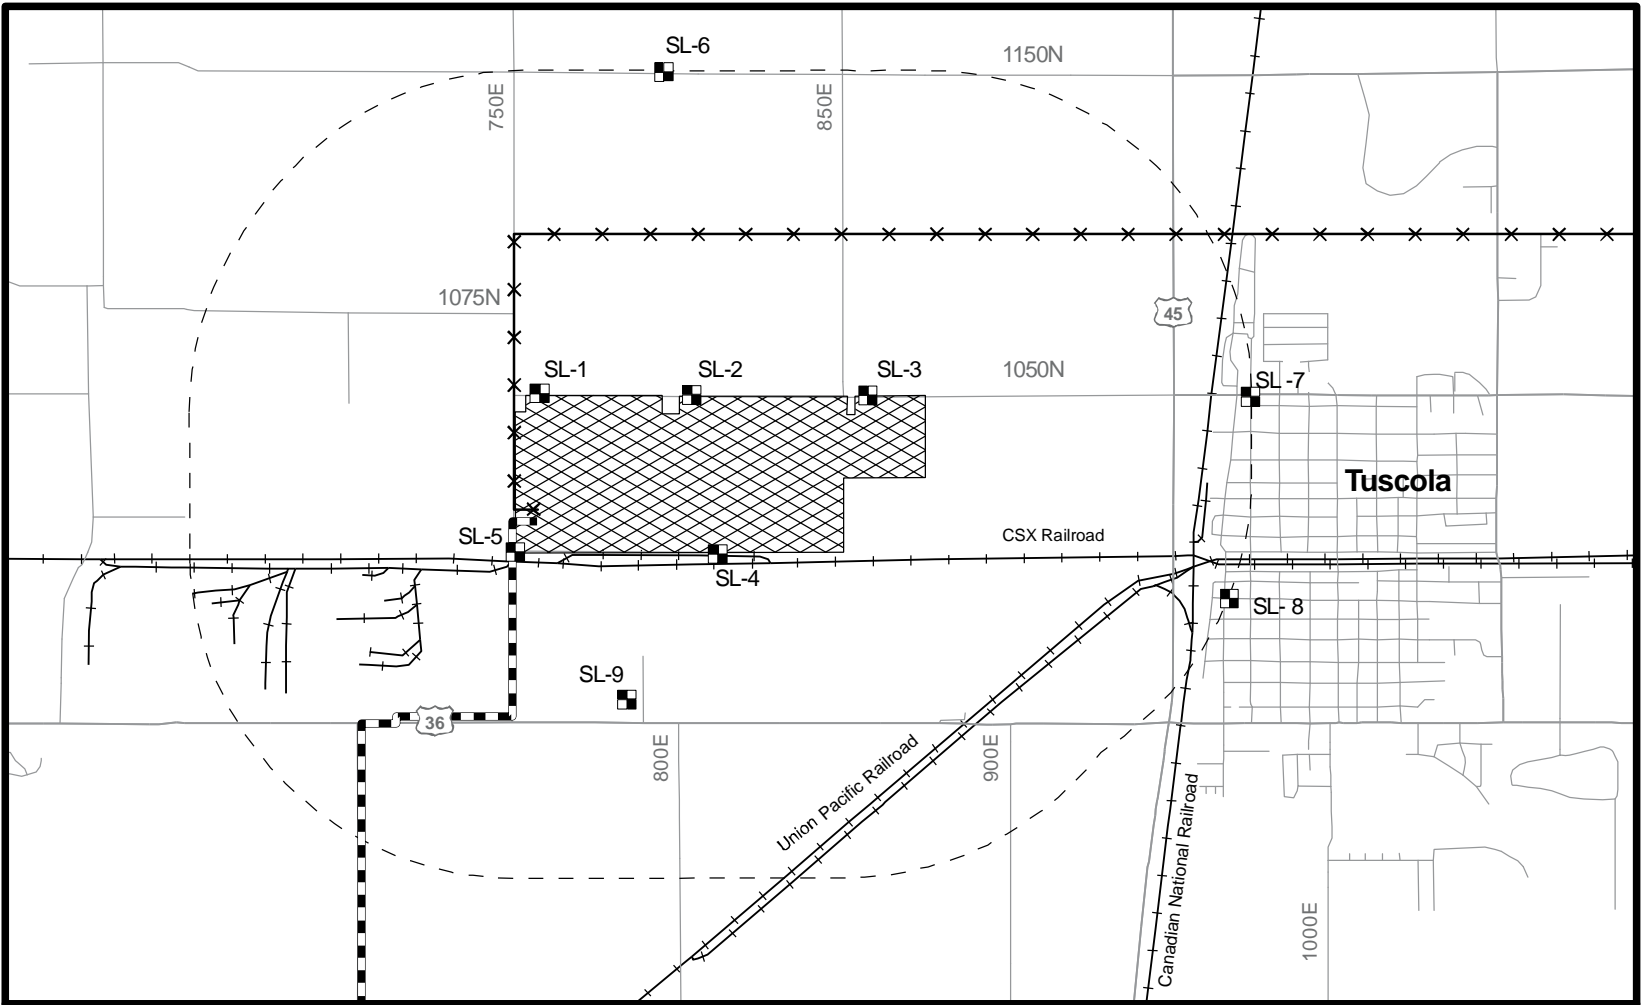 SL-6
1150N
750E
850E
1075N
45
SL-1
SL-2
SL-3
1050N
SL -7
Tuscola
SL-5
CSX Railroad
SL-4
SL- 8
SL-9
36
800E
Union Pacific Railroad
900E
Canadian National Railroad
1000E